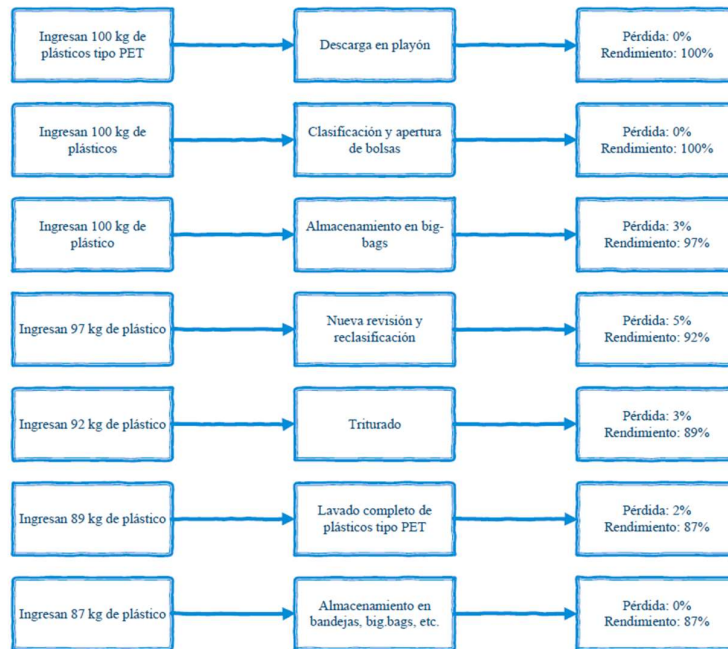 Ingresan 100 kg de
plásticos tipo PET
Descarga en playón
Pérdida: 0%
Rendimiento: 100%
Ingresan 100 kg de
plásticos
Clasificación y apertura
de bolsas
Pérdida: 0%
Rendimiento: 100%
Ingresan 100 kg de
plástico
Almacenamiento en big-
bags
Pérdida: 3%
Rendimiento: 97%
Ingresan 97 kg de plástico
Nueva revisión y
reclasificación
Pérdida: 5%
Rendimiento: 92%
Ingresan 92 kg de plástico
Triturado
Pérdida: 3%
Rendimiento: 89%
Ingresan 89 kg de plástico
Lavado completo de
plásticos tipo PET
Pérdida: 2%
Rendimiento: 87%
Ingresan 87 kg de plástico
Almacenamiento en
bandejas, big.bags, etc.
Pérdida: 0%
Rendimiento: 87%